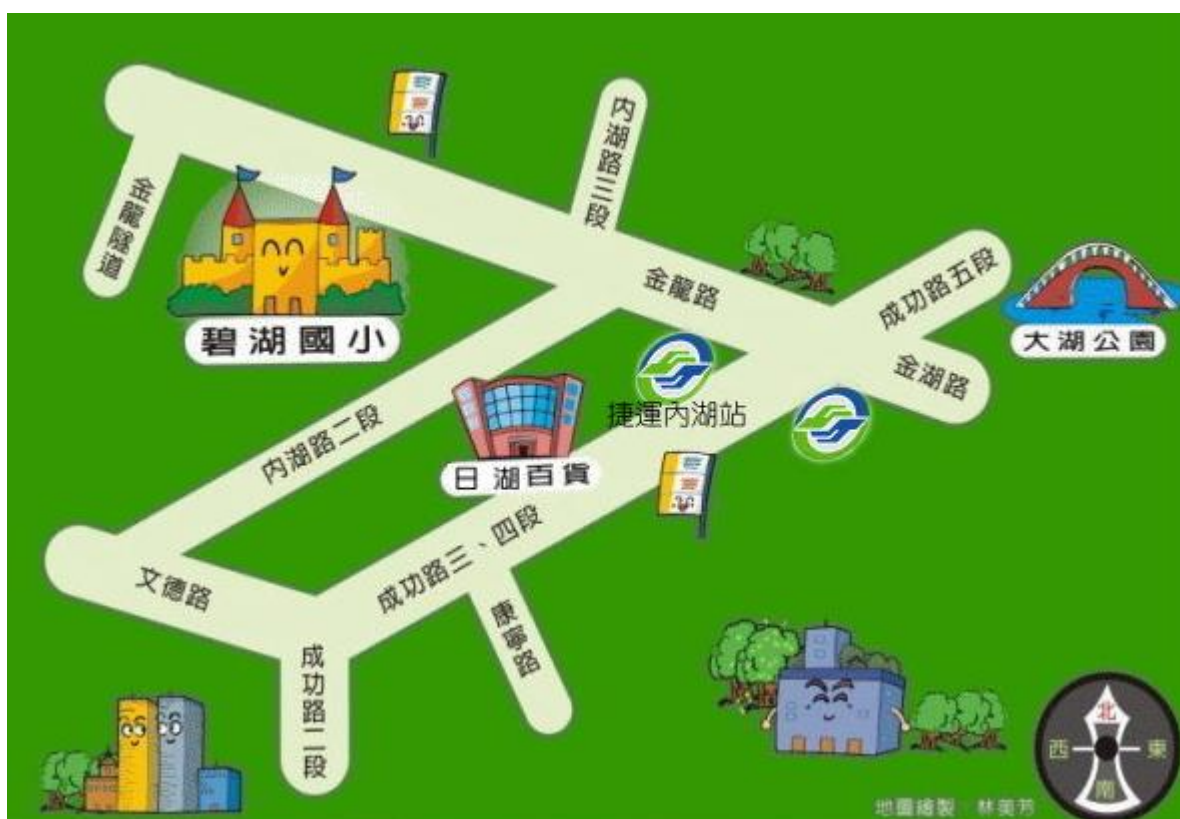 內湖路三段
金龍隧道
金龍路
成功路五段
碧湖國小
大湖公園
金湖路
捷運內湖站
內湖路二段
日湖百貨
成功路三、四段
文德路
康寧路
成功路二段
北
西
東
南
地圖繪製 林美芳